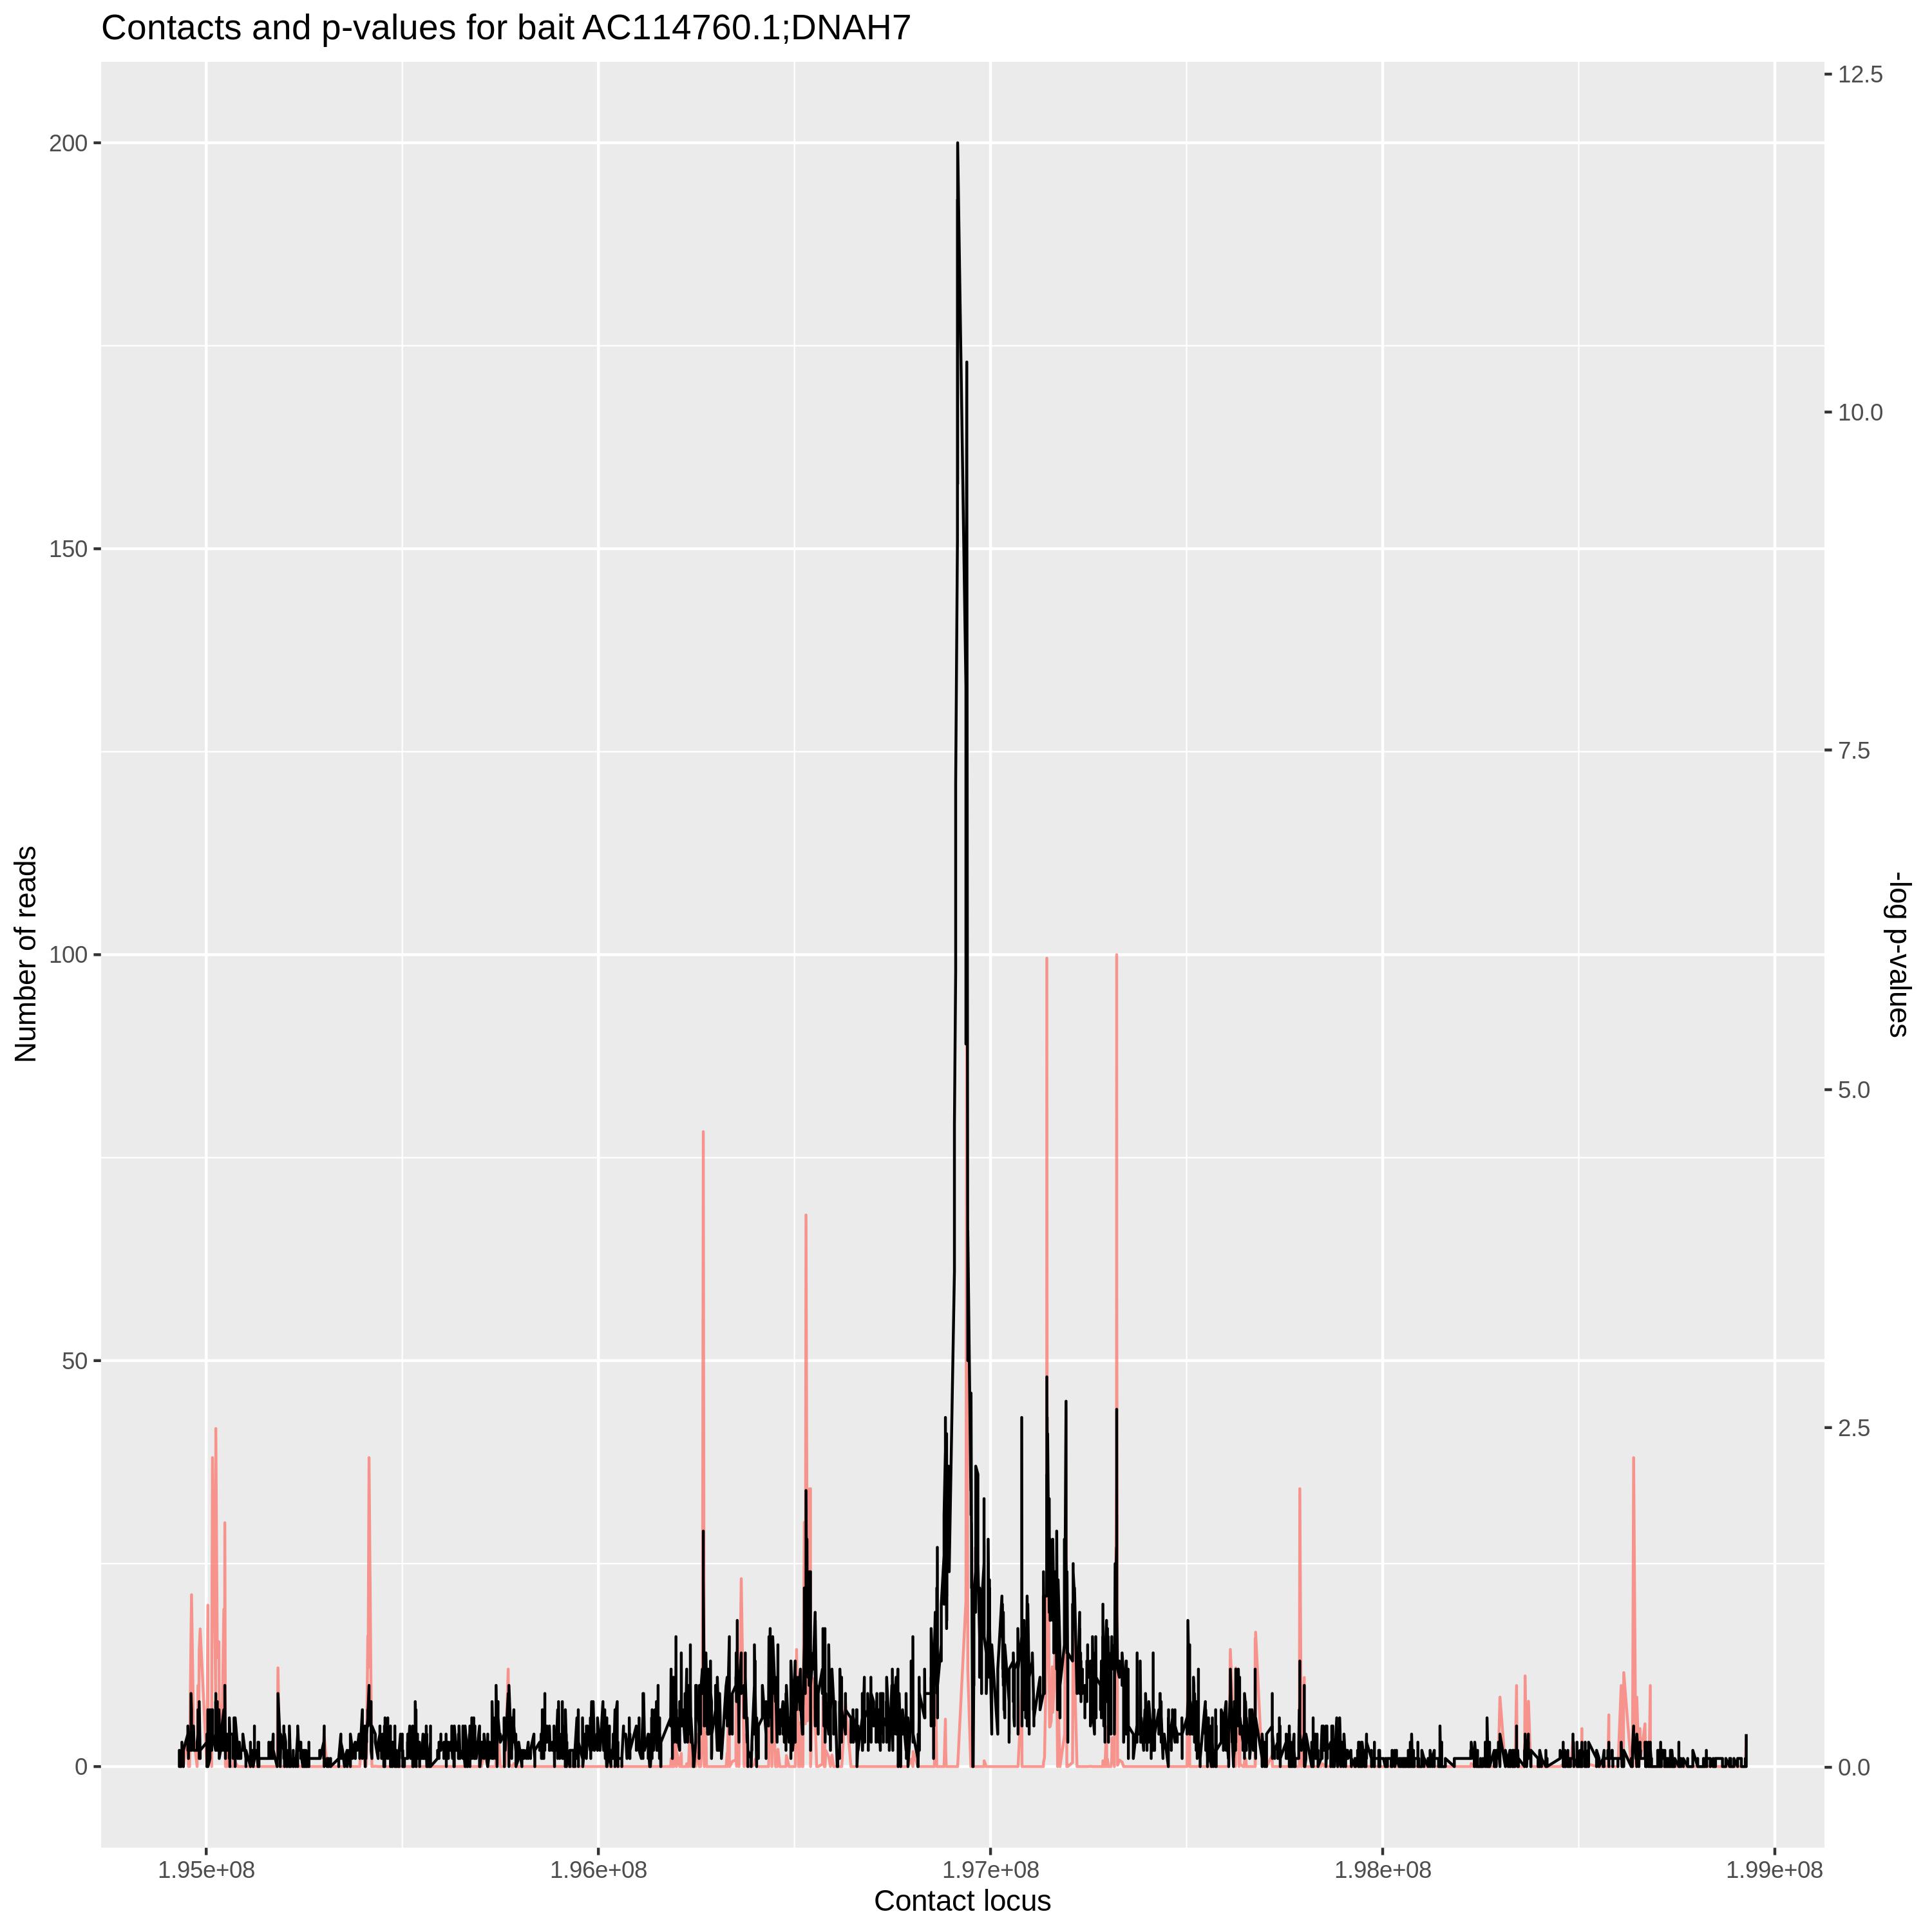 Contacts and p-values for bait AC114760.1;DNAH7
200
150
100
50
0
Number of reads
12.5
10.0
7.5
5.0
2.5
0.0
-log p-values
1.95e+08
1.96e+08
1.97e+08
1.98e+08
1.99e+08
Contact locus